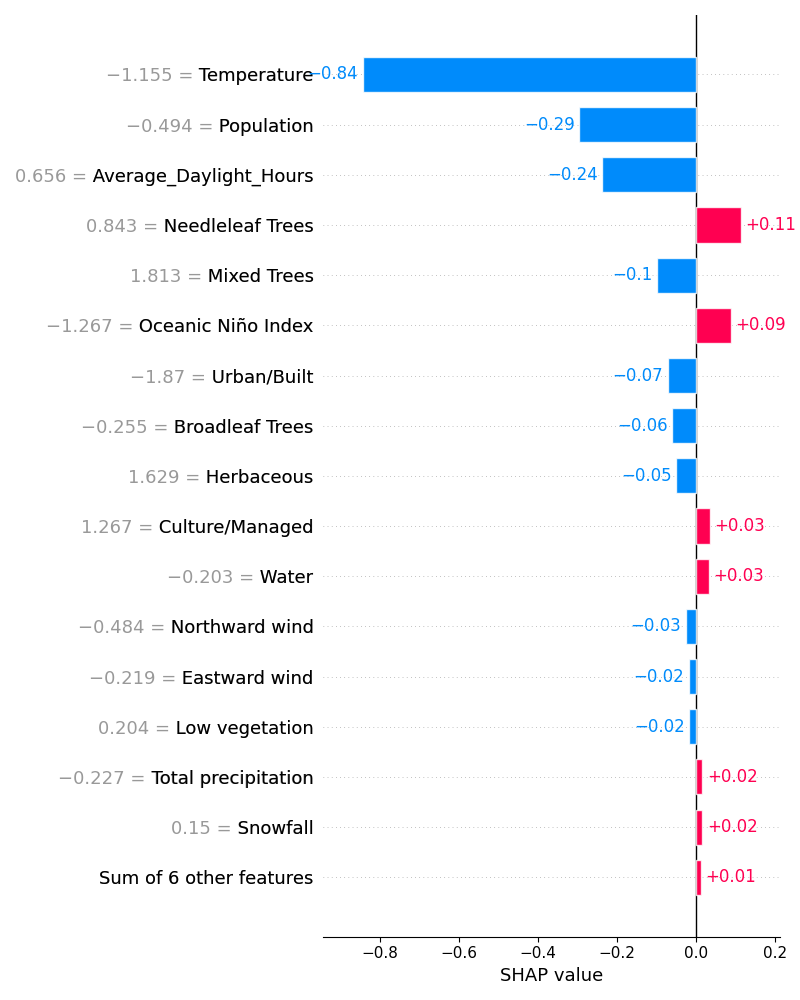 −1.155 = Temperature −0.84
−0.494 = Population −0.29
0.656 = Average_Daylight_Hours −0.24
0.843 = Needleleaf Trees +0.11
1.813 = Mixed Trees −0.1
−1.267 = Oceanic Niño Index +0.09
−1.87 = Urban/Built −0.07
−0.255 = Broadleaf Trees −0.06
1.629 = Herbaceous −0.05
1.267 = Culture/Managed +0.03
−0.203 = Water +0.03
−0.484 = Northward wind −0.03
−0.219 = Eastward wind −0.02
0.204 = Low vegetation −0.02
−0.227 = Total precipitation +0.02
0.15 = Snowfall +0.02
Sum of 6 other features +0.01
−0.8 −0.6 −0.4 −0.2 0.0 0.2
SHAP value